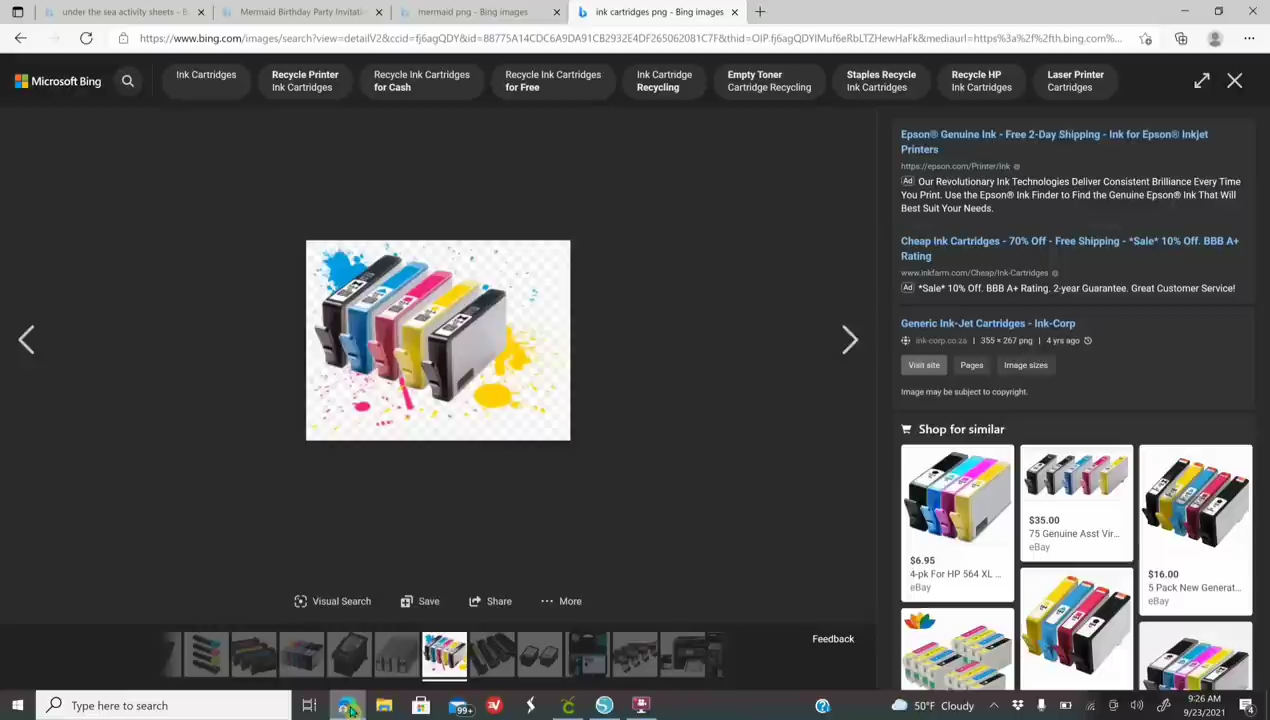 under the sea activity sheets - B
Mermaid Birthday Party Invitati
mermaid png - Bing images
ink cartridges png - Bing images
https://www.bing.com/images/search?view=detailV2&ccid=fj6agQDY&id=88775A14CDC6A9DA91CB2932E4DF265062081C7F&thid=OIP.fj6agQDYIMuf6eRbLTZHewHaFk&mediaurl=https%3a%2f%2fth.bing.com%...
Microsoft Bing
Ink Cartridges
Recycle Printer
Ink Cartridges
Recycle Ink Cartridges
for Cash
Recycle Ink Cartridges
for Free
Ink Cartridge
Recycling
Empty Toner
Cartridge Recycling
Staples Recycle
Ink Cartridges
Recycle HP
Ink Cartridges
Laser Printer
Cartridges
Epson® Genuine Ink - Free 2-Day Shipping - Ink for Epson® Inkjet
Printers
https://epson.com/Printer/ink
Ad Our Revolutionary Ink Technologies Deliver Consistent Brilliance Every Time
You Print. Use the Epson® Ink Finder to Find the Genuine Epson® Ink That Will
Best Suit Your Needs.
Cheap Ink Cartridges - 70% Off - Free Shipping - *Sale* 10% Off. BBB A+
Rating
www.inkfarm.com/Cheap/Ink-Cartridges
Ad *Sale* 10% Off. BBB A+ Rating. 2-year Guarantee. Great Customer Service!
Generic Ink-Jet Cartridges - Ink-Corp
ink-corp.co.za | 355 × 267 png | 4 yrs ago
Visit site
Pages
Image sizes
Image may be subject to copyright.
Shop for similar
$6.95
4-pk For HP 564 XL ...
eBay
$35.00
75 Genuine Asst Vir...
eBay
$16.00
5 Pack New Generat...
eBay
Visual Search
Save
Share
More
Feedback
Type here to search
99+
50°F Cloudy
9:26 AM
9/23/2021
4